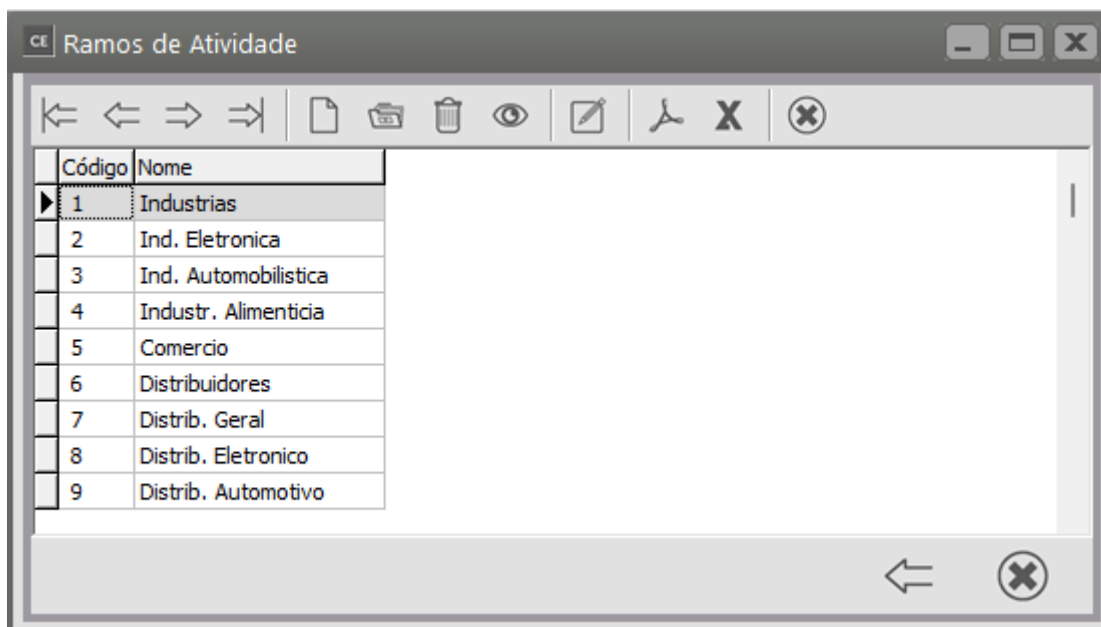 CE Ramos de Atividade
X
Código Nome
1 Industrias
2 Ind. Eletronica
3 Ind. Automobilistica
4 Industr. Alimenticia
5 Comercio
6 Distribuidores
7 Distrib. Geral
8 Distrib. Eletronico
9 Distrib. Automotivo